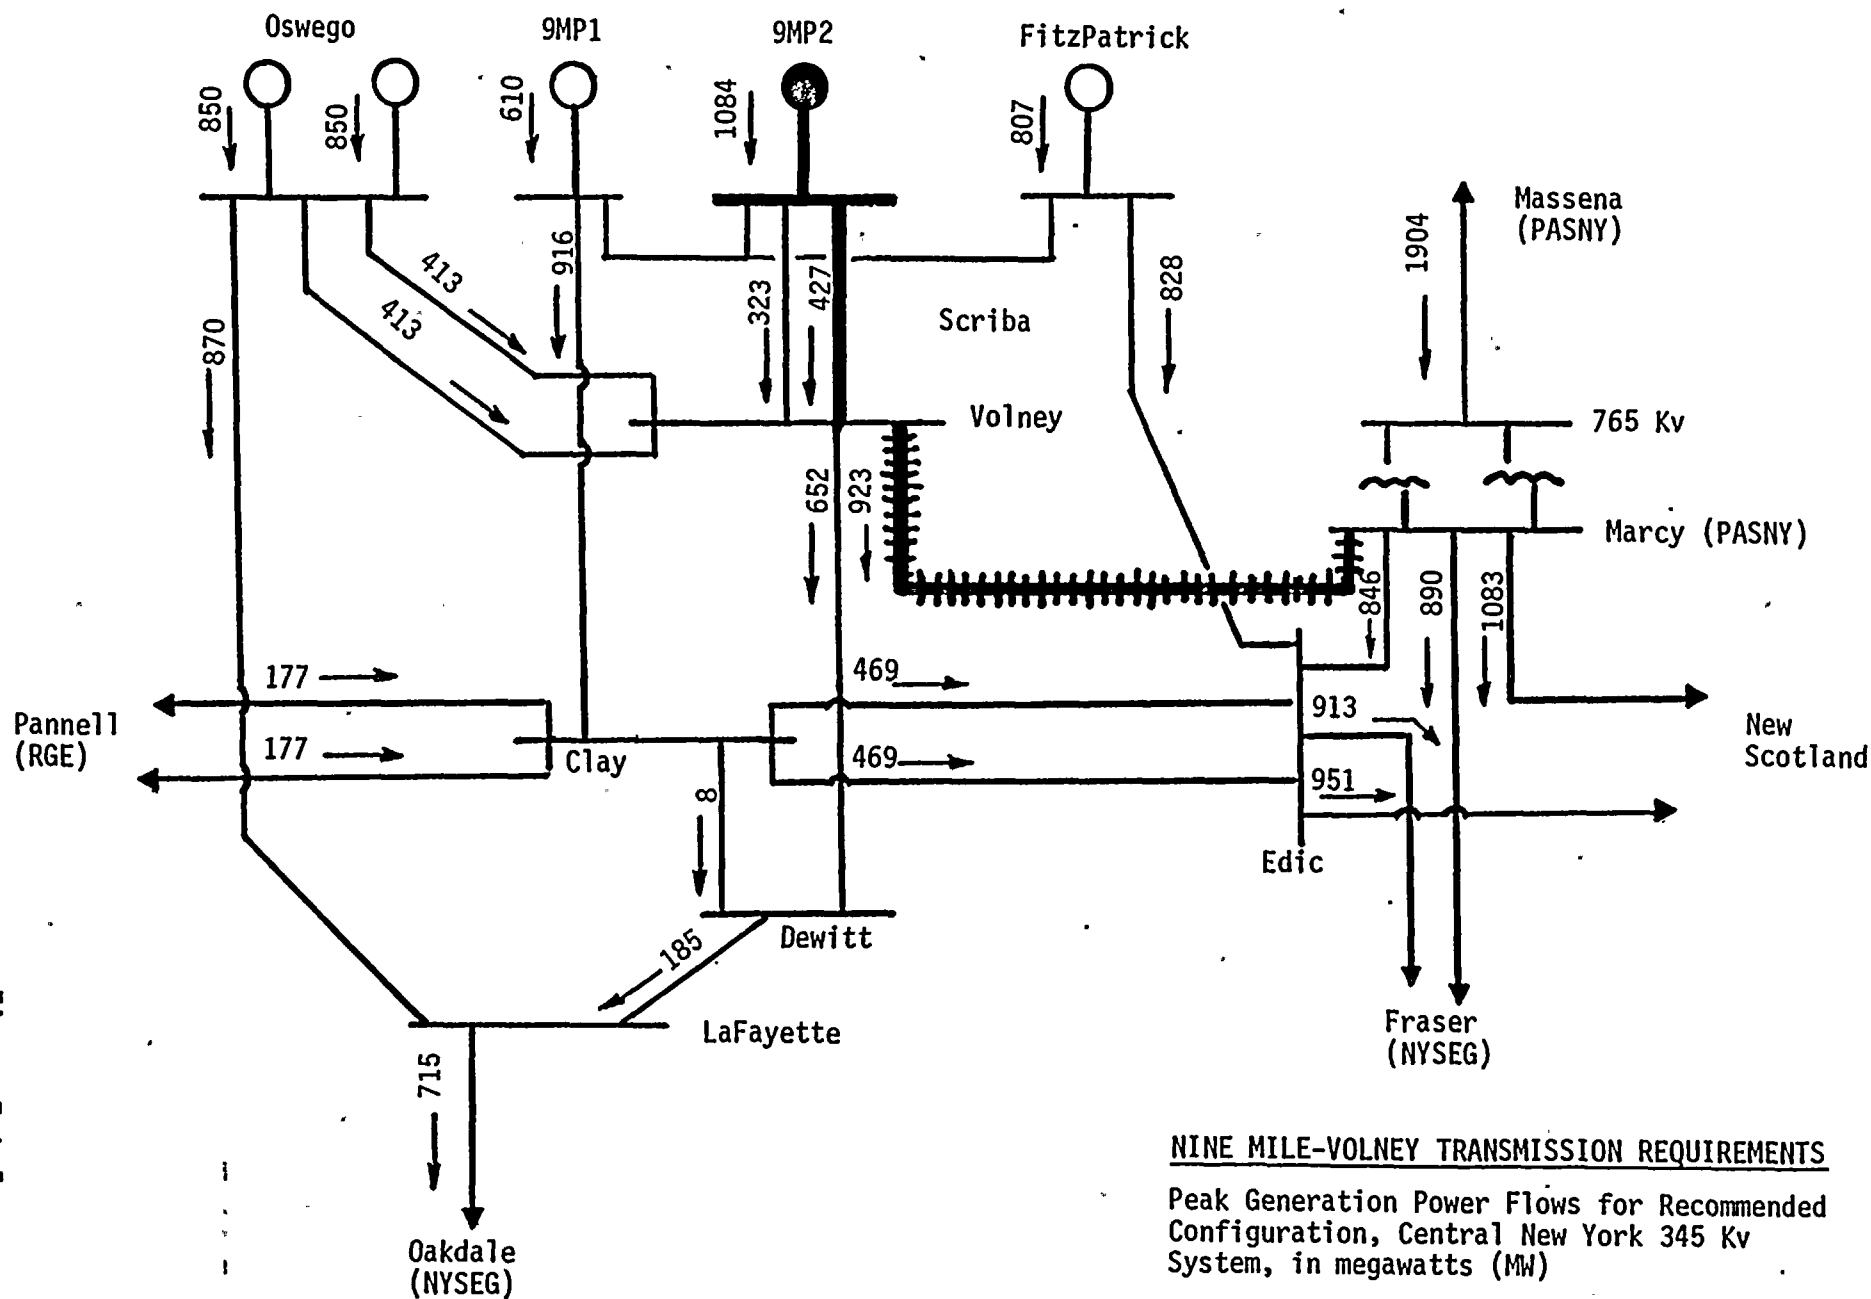 Oswego
9MP1
9MP2
FitzPatrick
850
850
610
1084
807
Massena
(PASNY)
1904
916
413
413
323
427
828
870
Scriba
Volney
765 Kv
652
923
Marcy (PASNY)
846
890
1083
177
469
913
Pannell
(RGE)
177
Clay
469
New
Scotland
951
8
Edic
Dewitt
185
LaFayette
Fraser
(NYSEG)
715
Oakdale
(NYSEG)
NINE MILE-VOLNEY TRANSMISSION REQUIREMENTS
Peak Generation Power Flows for Recommended
Configuration, Central New York 345 Kv
System, in megawatts (MW)